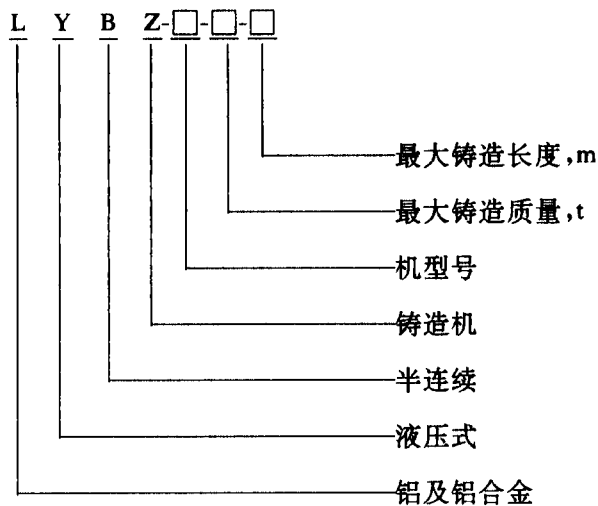 L Y B Z-□-□-□
最大铸造长度,m
最大铸造质量,t
机型号
铸造机
半连续
液压式
铝及铝合金